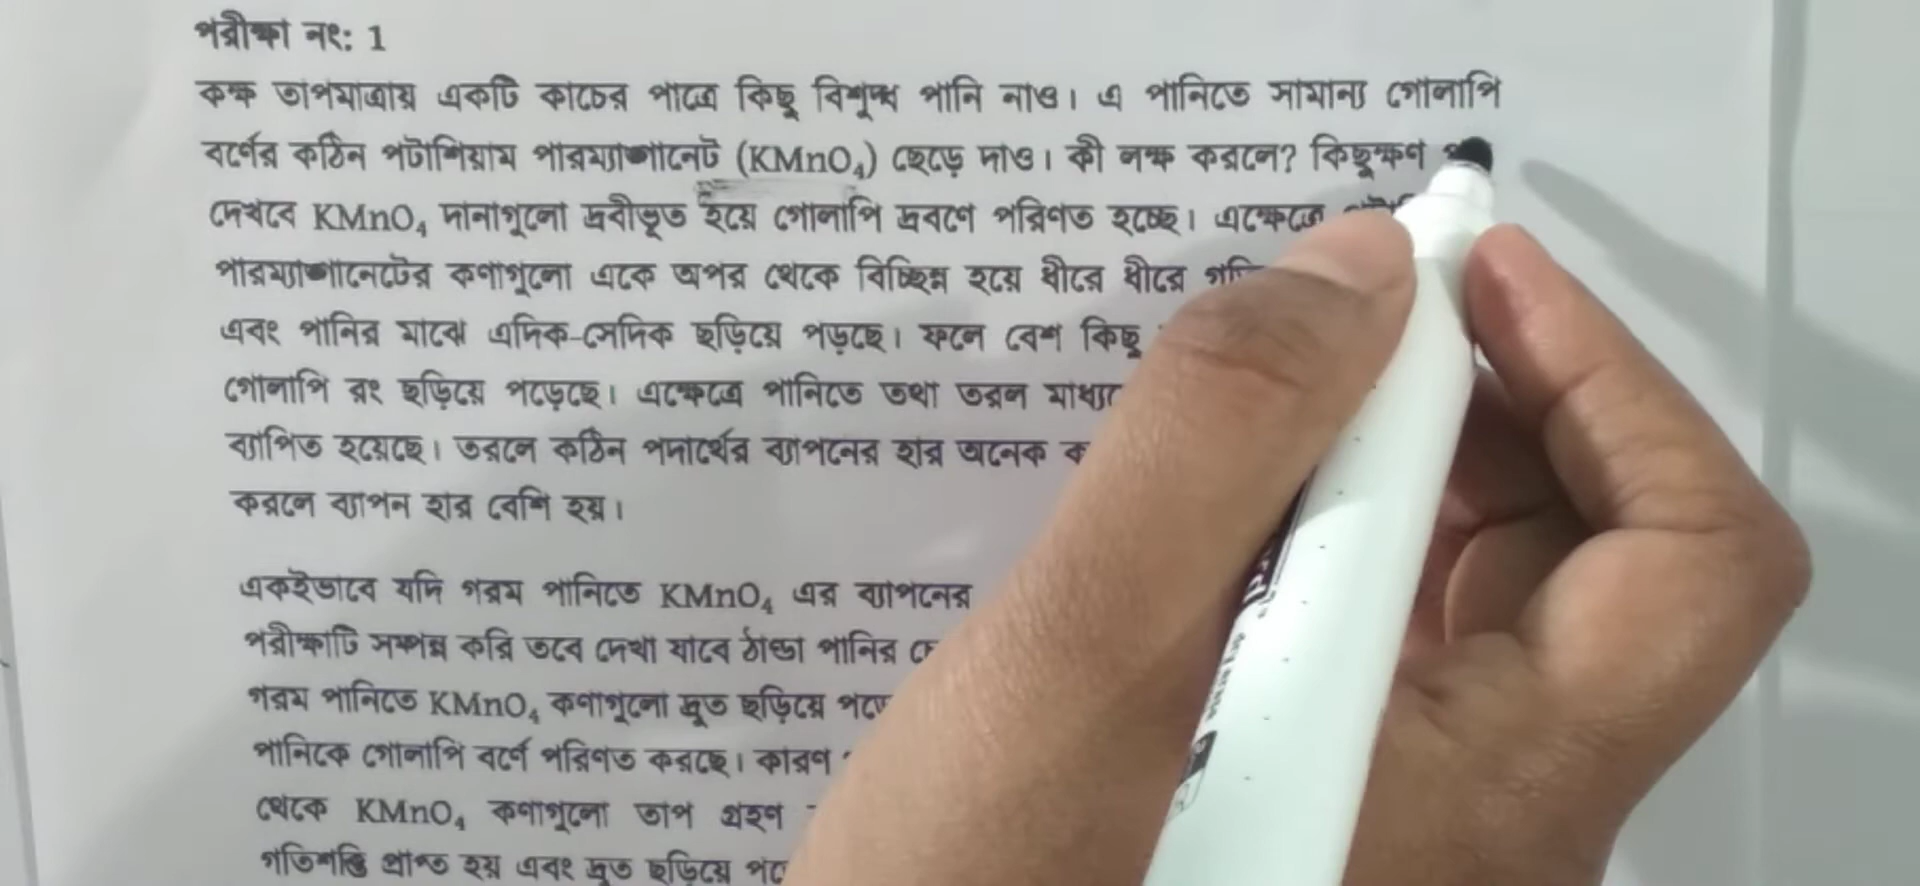 পরীক্ষা নং: 1
কক্ষ তাপমাত্রায় একটি কাচের পাত্রে কিছু বিশুদ্ধ পানি নাও। এ পানিতে সামান্য গোলাপি
বর্ণের কঠিন পটাশিয়াম পারম্যাঙ্গানেট (KMnO₄) ছেড়ে দাও। কী লক্ষ করলে? কিছুক্ষণ
দেখবে KMnO₄ দানাগুলো দ্রবীভূত হয়ে গোলাপি দ্রবণে পরিণত হচ্ছে। এক্ষেত্রে
পারম্যাঙ্গানেটের কণাগুলো একে অপর থেকে বিচ্ছিন্ন হয়ে ধীরে ধীরে
এবং পানির মাঝে এদিক-সেদিক ছড়িয়ে পড়ছে। ফলে বেশ কিছু
গোলাপি রং ছড়িয়ে পড়েছে। এক্ষেত্রে পানিতে তথা তরল
ব্যাপিত হয়েছে। তরলে কঠিন পদার্থের ব্যাপনের হার অনেক
করলে ব্যাপন হার বেশি হয়।
একইভাবে যদি গরম পানিতে KMnO₄ এর ব্যাপনের
পরীক্ষাটি সম্পন্ন করি তবে দেখা যাবে ঠাণ্ডা পানির
গরম পানিতে KMnO₄ কণাগুলো দ্রুত ছড়িয়ে
পানিকে গোলাপি বর্ণে পরিণত করছে। কারণ
থেকে KMnO₄ কণাগুলো তাপ গ্রহণ
গতিশক্তি প্রাপ্ত হয় এবং দ্রুত ছড়িয়ে